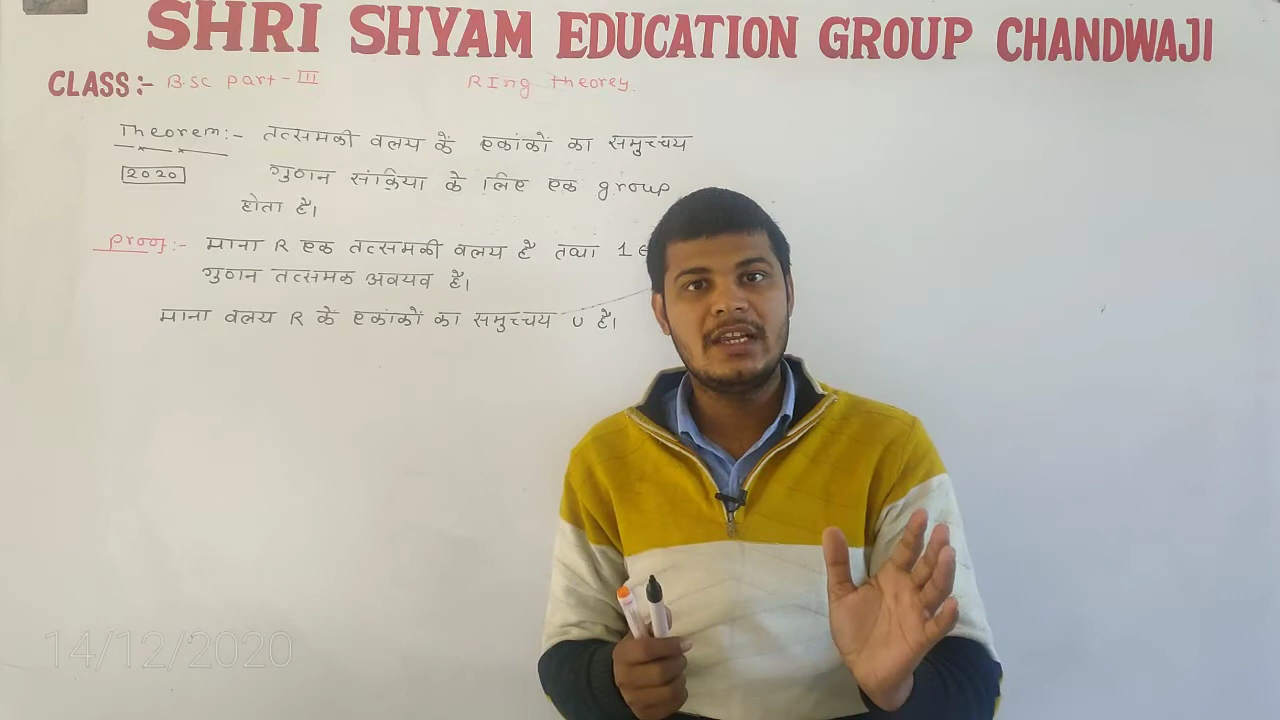 SHRI SHYAM EDUCATION GROUP CHANDWAJI
CLASS:- B.SC Part-III RIng theorey.
Theorem:- तत्समकी वलय के एकांकों का समुच्चय
2020 गुणन संक्रिया के लिए एक group
होता है।
proof:- माना R एक तत्समकी वलय है तथा 1 ∈
गुणन तत्समक अवयव है।
माना वलय R के एकांकों का समुच्चय U है।
14/12/2020